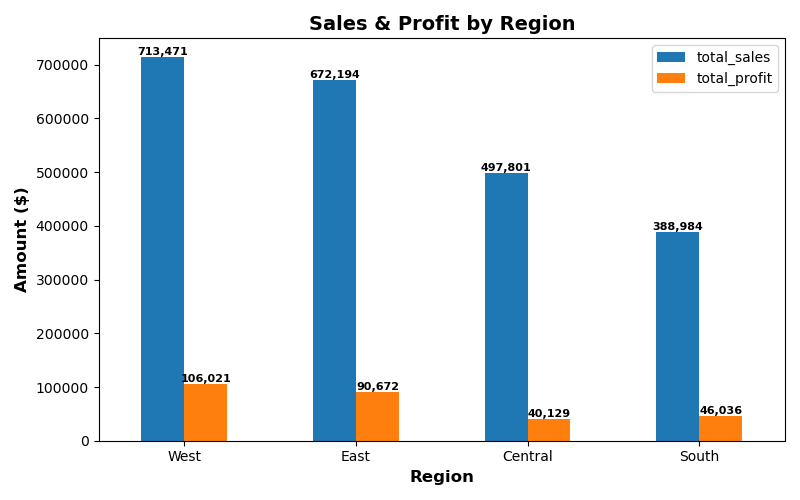 Sales & Profit by Region
total_sales
total_profit
Amount ($)
700000
600000
500000
400000
300000
200000
100000
0
713,471
106,021
672,194
90,672
497,801
40,129
388,984
46,036
West
East
Central
South
Region